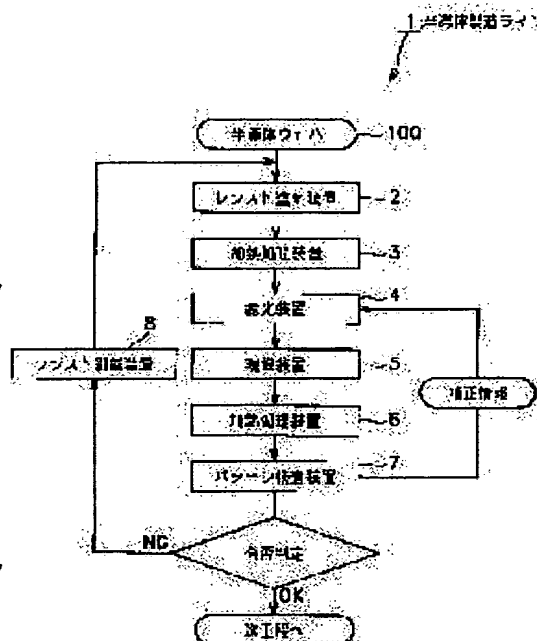 1 半導体製造ライン
半導体ウェハ 100
レジスト塗布装置 2
加熱処理装置 3
露光装置 4
8
レジスト剥離装置
現像装置 5
補正情報
加熱処理装置 6
パターン検査装置 7
NG
良否判定
OK
次工程へ